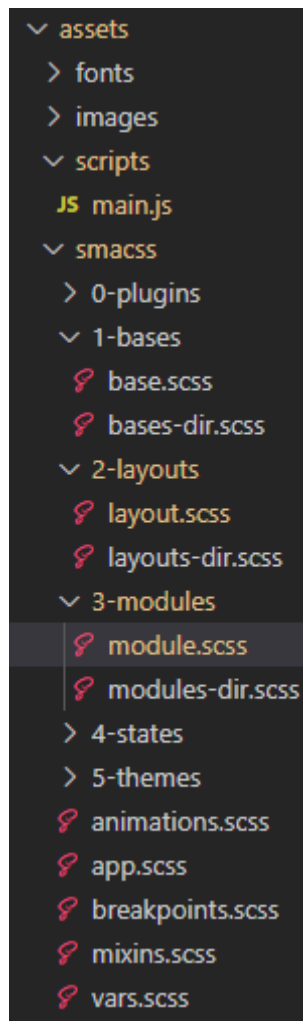 assets
fonts
images
scripts
JS main.js
smacss
0-plugins
1-bases
base.scss
bases-dir.scss
2-layouts
layout.scss
layouts-dir.scss
3-modules
module.scss
modules-dir.scss
4-states
5-themes
animations.scss
app.scss
breakpoints.scss
mixins.scss
vars.scss